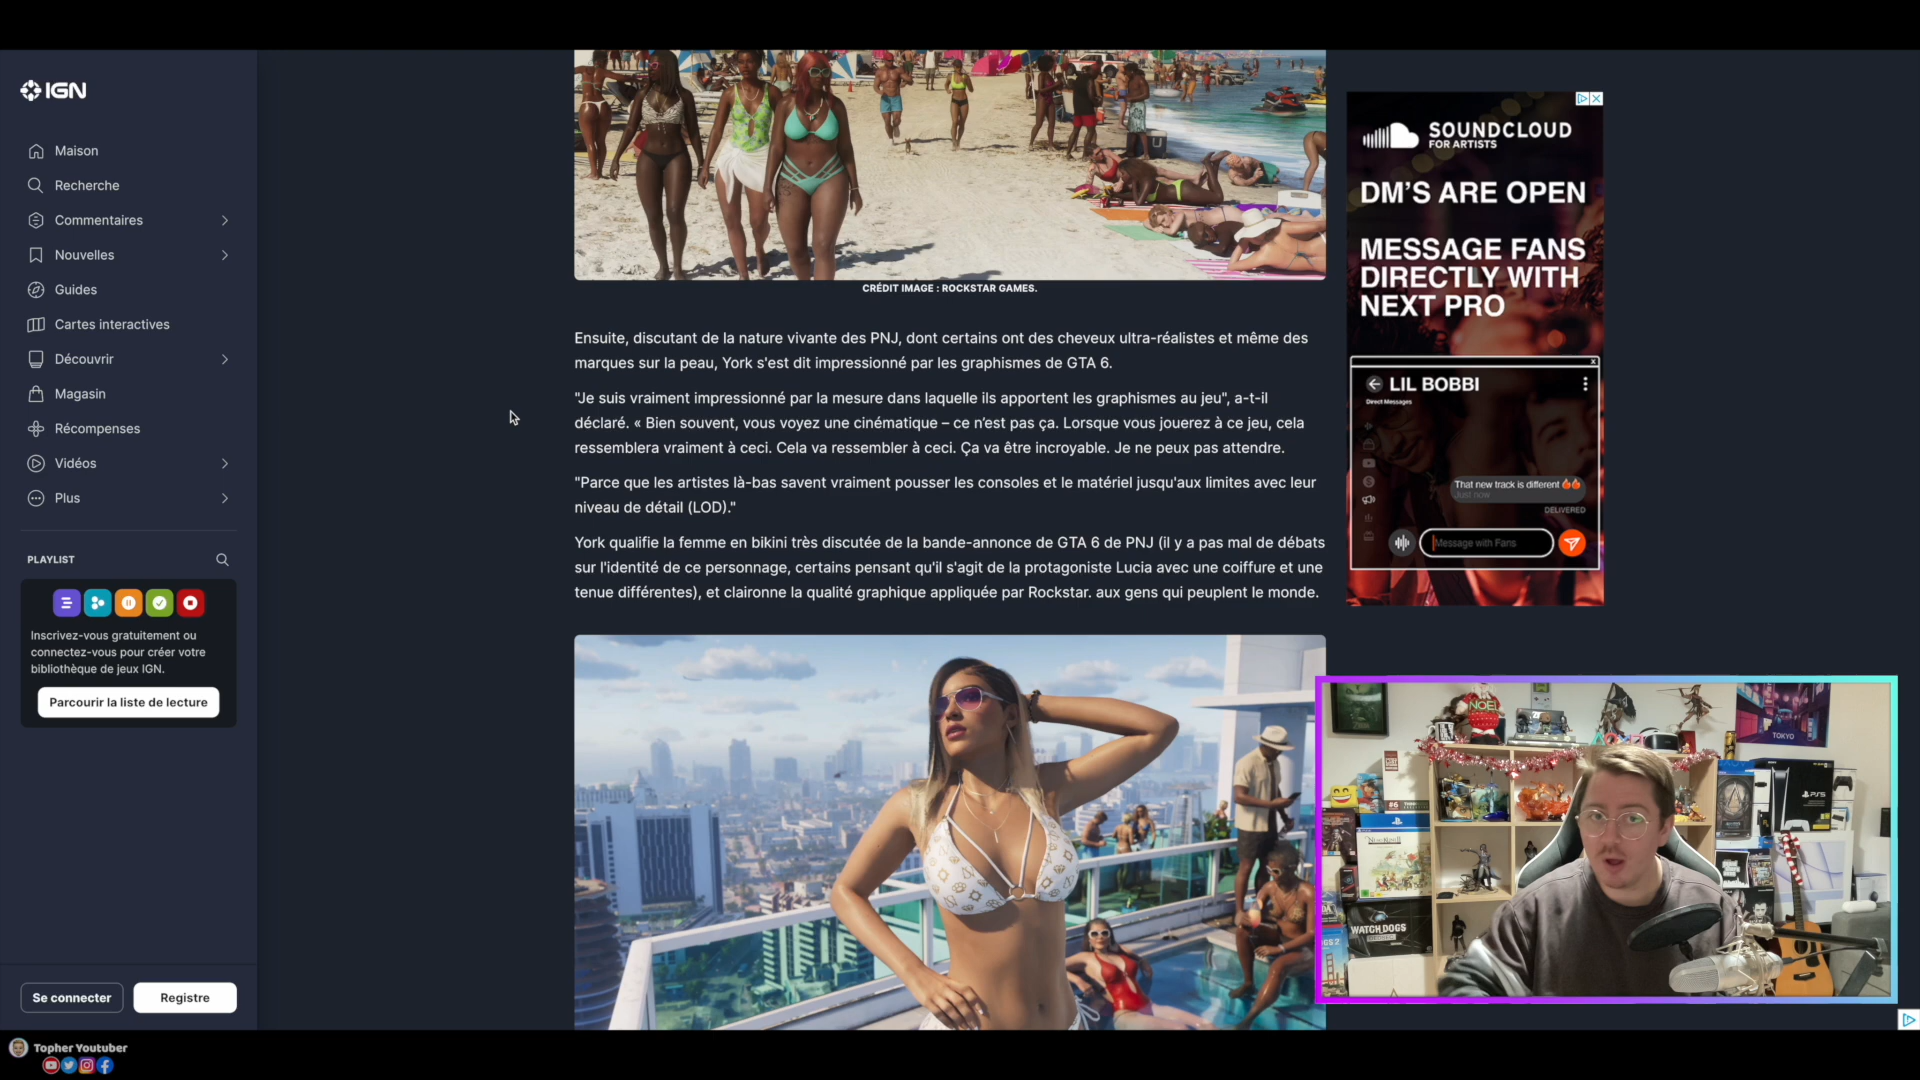 IGN
Maison
Recherche
Commentaires
Nouvelles
Guides
Cartes interactives
Découvrir
Magasin
Récompenses
Vidéos
Plus
PLAYLIST
Inscrivez-vous gratuitement ou
connectez-vous pour créer votre
bibliothèque de jeux IGN.
Parcourir la liste de lecture
Se connecter
Registre
CRÉDIT IMAGE : ROCKSTAR GAMES.
Ensuite, discutant de la nature vivante des PNJ, dont certains ont des cheveux ultra-réalistes et même des
marques sur la peau, York s'est dit impressionné par les graphismes de GTA 6.
"Je suis vraiment impressionné par la mesure dans laquelle ils apportent les graphismes au jeu", a-t-il
déclaré. « Bien souvent, vous voyez une cinématique – ce n’est pas ça. Lorsque vous jouerez à ce jeu, cela
ressemblera vraiment à ceci. Cela va ressembler à ceci. Ça va être incroyable. Je ne peux pas attendre.
"Parce que les artistes là-bas savent vraiment pousser les consoles et le matériel jusqu'aux limites avec leur
niveau de détail (LOD)."
York qualifie la femme en bikini très discutée de la bande-annonce de GTA 6 de PNJ (il y a pas mal de débats
sur l'identité de ce personnage, certains pensant qu'il s'agit de la protagoniste Lucia avec une coiffure et une
tenue différentes), et claironne la qualité graphique appliquée par Rockstar. aux gens qui peuplent le monde.
SOUNDCLOUD
FOR ARTISTS
DM'S ARE OPEN
MESSAGE FANS
DIRECTLY WITH
NEXT PRO
LIL BOBBI
Direct Messages
That new track is different
Just now
DELIVERED
Message with Fans
NOEL
TOKYO
#6
PS5
WATCH DOGS
Topher Youtuber